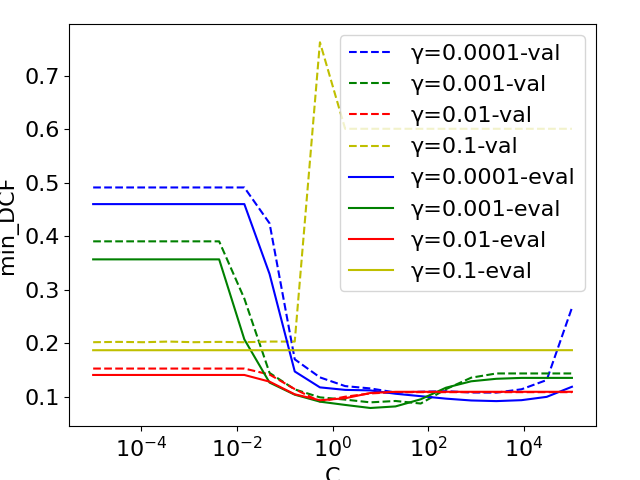 min_DCF
0.7
0.6
0.5
0.4
0.3
0.2
0.1
γ=0.0001-val
γ=0.001-val
γ=0.01-val
γ=0.1-val
γ=0.0001-eval
γ=0.001-eval
γ=0.01-eval
γ=0.1-eval
10⁻⁴ 10⁻² 10⁰ 10² 10⁴
C